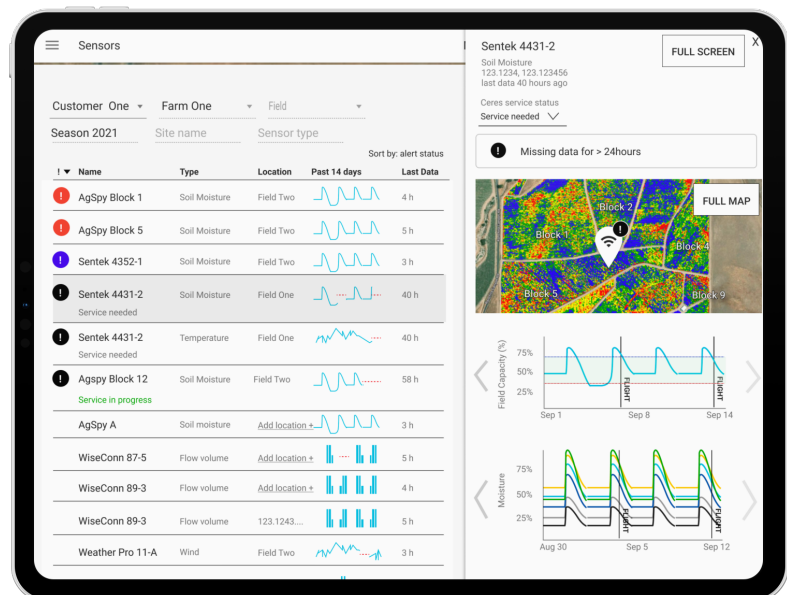 Sensors
Customer One
Farm One
Field
Season 2021
Site name
Sensor type
Sort by: alert status
! Name Type Location Past 14 days Last Data
! AgSpy Block 1 Soil Moisture Field Two 4 h
! AgSpy Block 5 Soil Moisture Field Two 5 h
! Sentek 4352-1 Soil Moisture Field Two 3 h
! Sentek 4431-2 Soil Moisture Field One 40 h
Service needed
! Sentek 4431-2 Temperature Field One 40 h
Service needed
! Agspy Block 12 Soil Moisture Field Two 58 h
Service in progress
AgSpy A Soil moisture Add location + 3 h
WiseConn 87-5 Flow volume Add location + 5 h
WiseConn 89-3 Flow volume Add location + 4 h
WiseConn 89-3 Flow volume 123.1243.... 5 h
Weather Pro 11-A Wind Field Two 3 h
Sentek 4431-2
FULL SCREEN
X
Soil Moisture
123.1234, 123.123456
last data 40 hours ago
Ceres service status
Service needed
! Missing data for > 24hours
FULL MAP
Block 2
!
Block 1
Block 4
Block 5
Block 9
Field Capacity (%)
75%
50%
25%
FLIGHT
FLIGHT
Sep 1 Sep 8 Sep 14
Moisture
75%
50%
25%
FLIGHT
FLIGHT
Aug 30 Sep 5 Sep 12